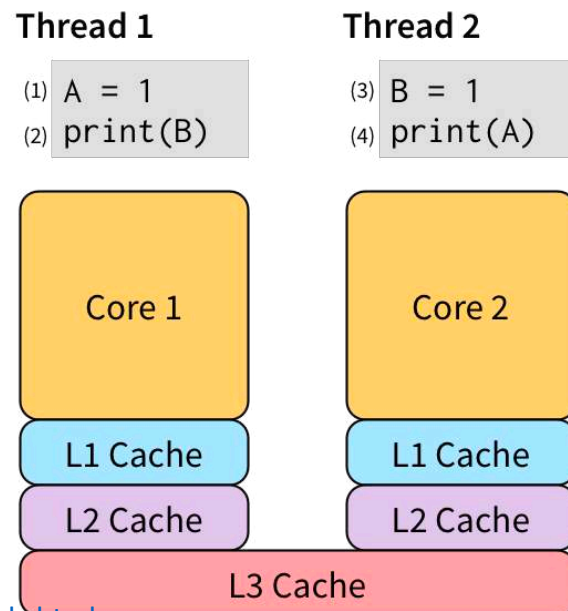 Thread 1
Thread 2
(1) A = 1
(2) print(B)
(3) B = 1
(4) print(A)
Core 1
Core 2
L1 Cache
L1 Cache
L2 Cache
L2 Cache
L3 Cache